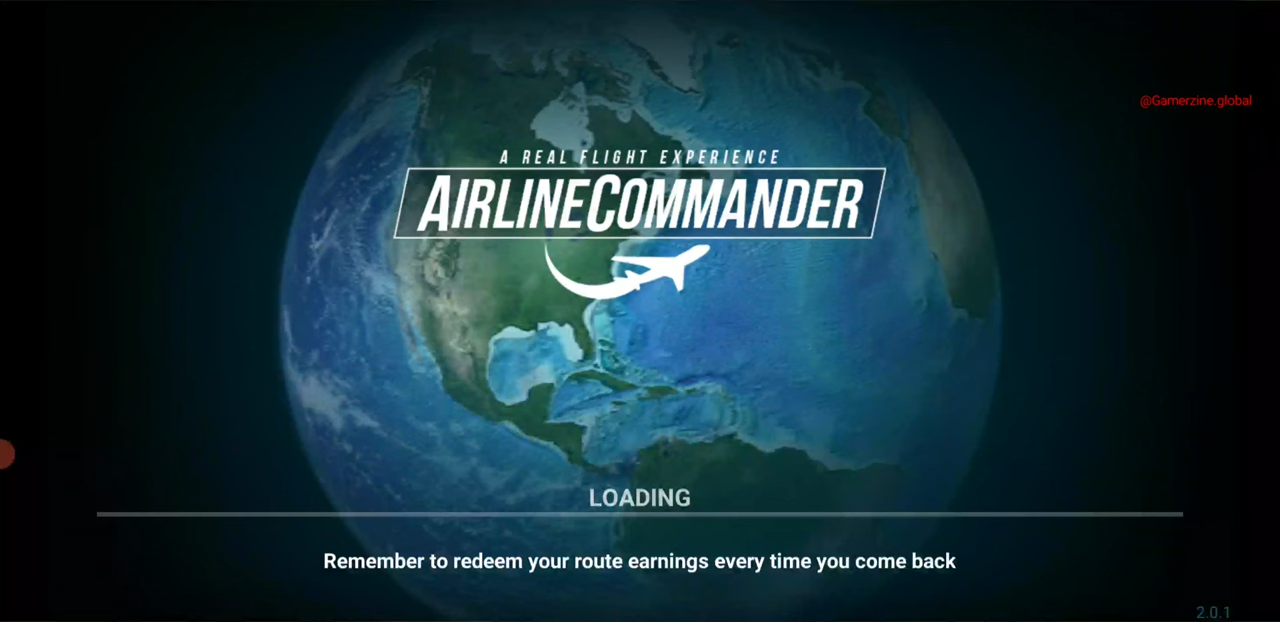 @Gamerzine.global
A REAL FLIGHT EXPERIENCE
AIRLINECOMMANDER
LOADING
Remember to redeem your route earnings every time you come back
2.0.1